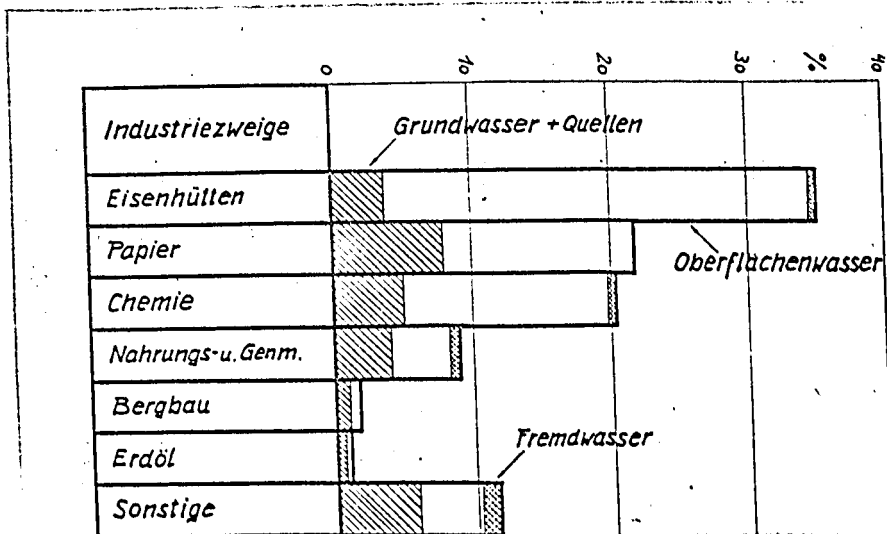 0 10 20 30 % 40
Industriezweige
Grundwasser + Quellen
Eisenhütten
Papier
Oberflächenwasser
Chemie
Nahrungs-u. Genm.
Bergbau
Fremdwasser
Erdöl
Sonstige